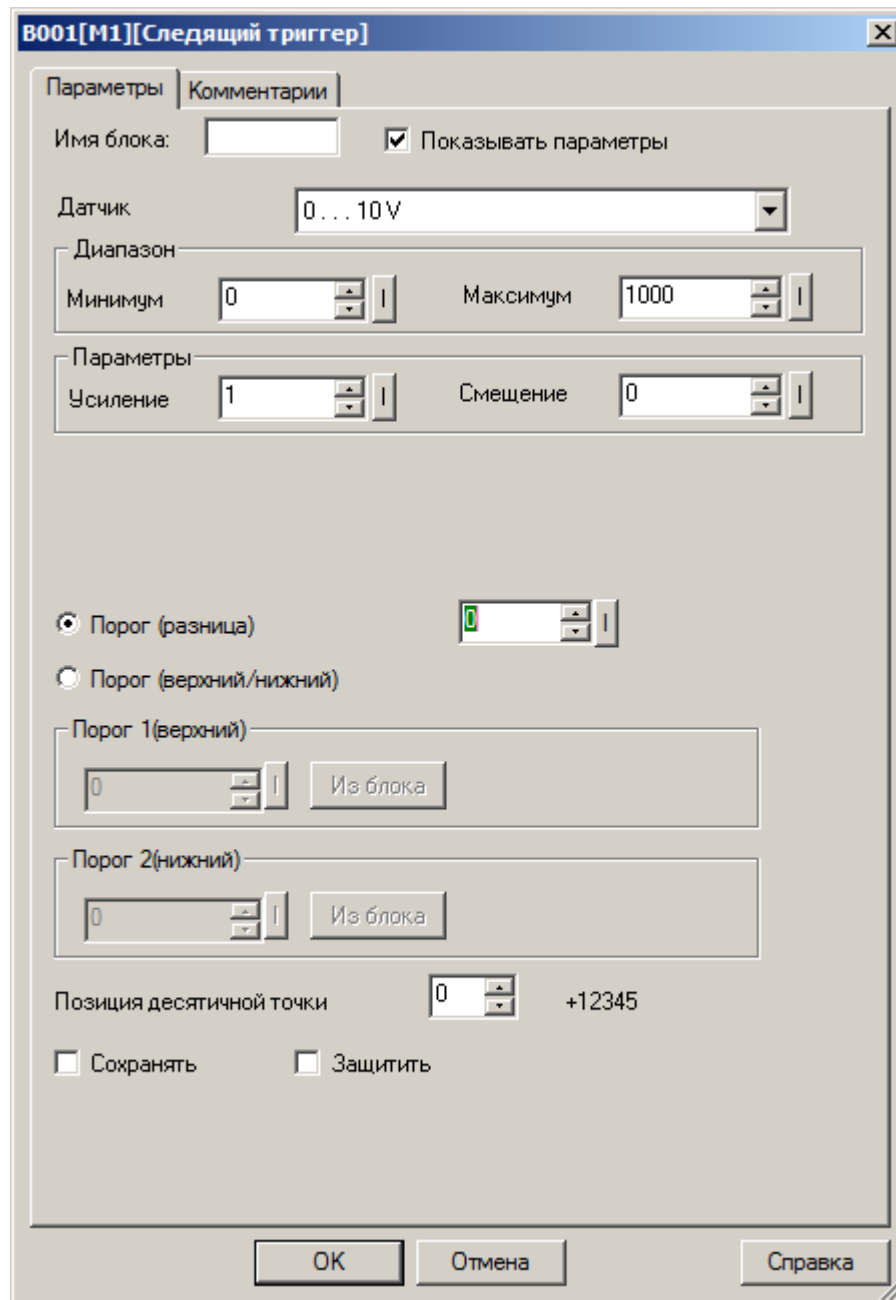 B001[M1][Следящий триггер]
Параметры Комментарии
Имя блока: Показывать параметры
Датчик 0 . . . 10 V
Диапазон
Минимум 0 Максимум 1000
Параметры
Усиление 1 Смещение 0
Порог (разница) 0
Порог (верхний/нижний)
Порог 1(верхний)
0 Из блока
Порог 2(нижний)
0 Из блока
Позиция десятичной точки 0 +12345
Сохранять Защитить
OK Отмена Справка